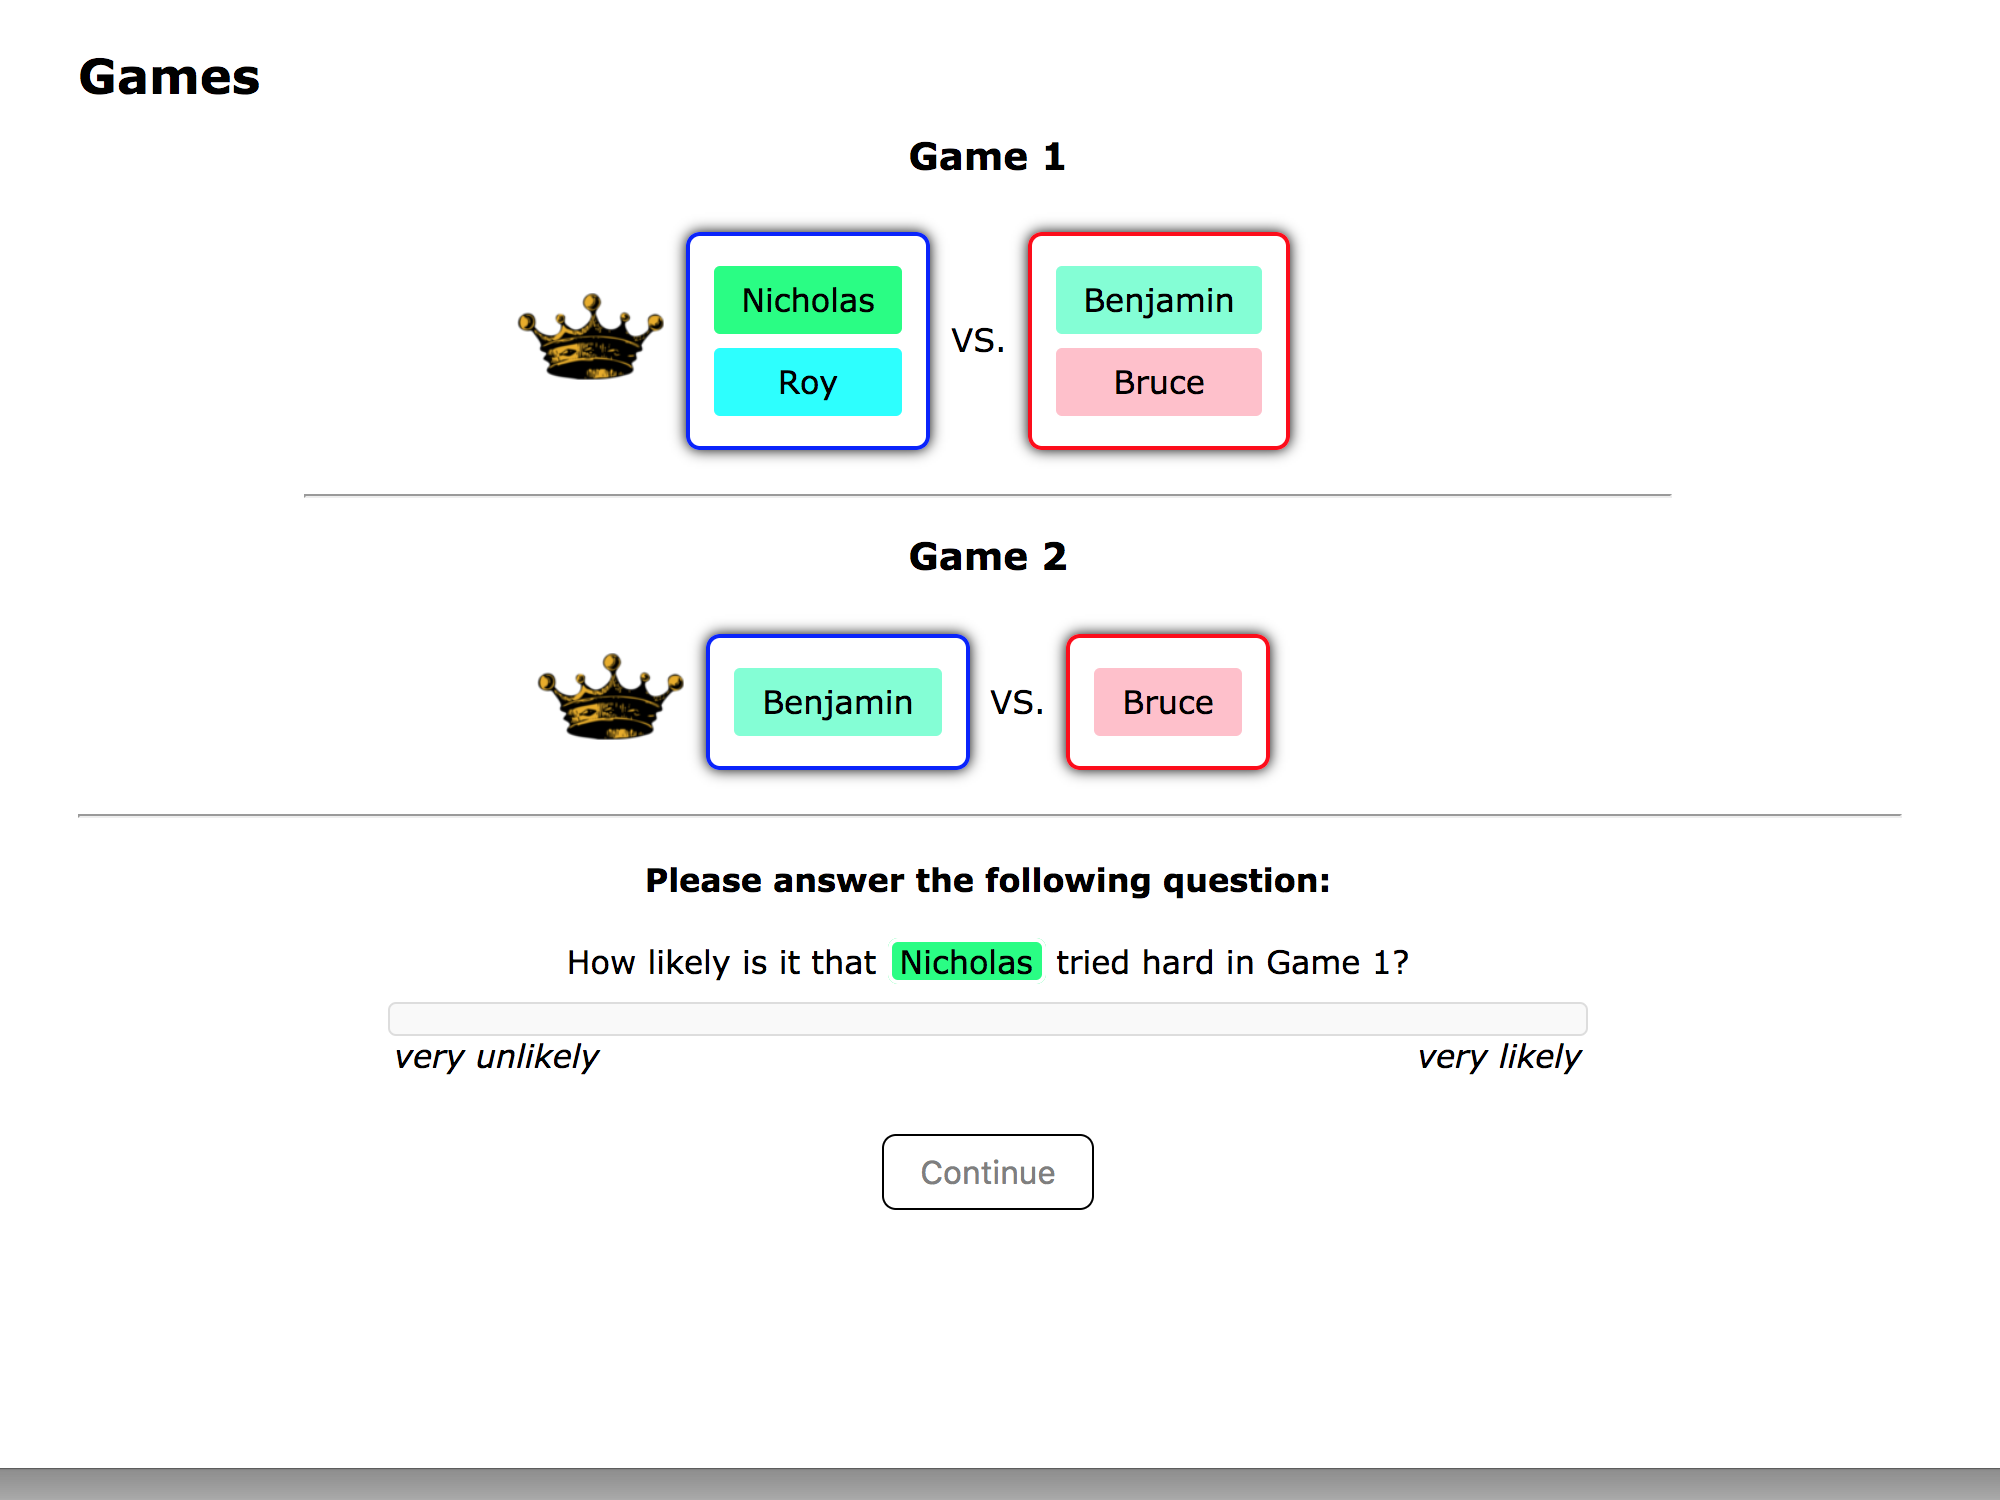 Games
Game 1
Nicholas
Roy
VS.
Benjamin
Bruce
Game 2
Benjamin
VS.
Bruce
Please answer the following question:
How likely is it that Nicholas tried hard in Game 1?
very unlikely
very likely
Continue